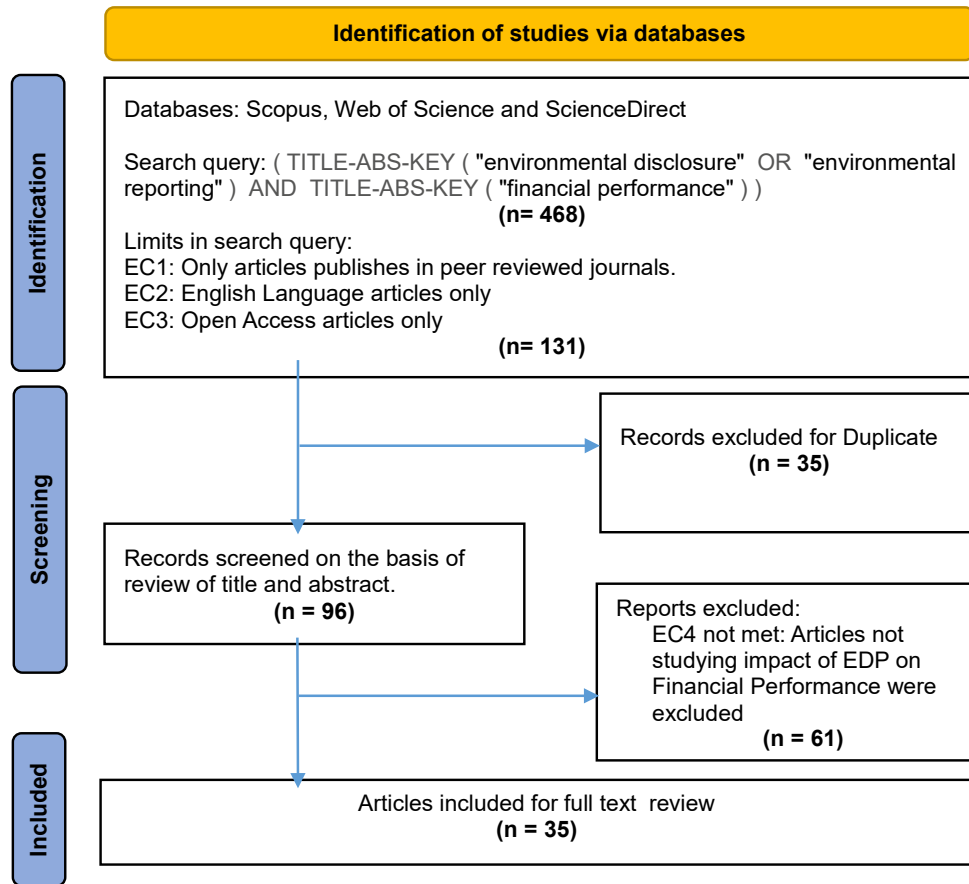 Identification of studies via databases
Identification
Databases: Scopus, Web of Science and ScienceDirect
Search query: ( TITLE-ABS-KEY ( "environmental disclosure" OR "environmental
reporting" ) AND TITLE-ABS-KEY ( "financial performance" ) )
(n= 468)
Limits in search query:
EC1: Only articles publishes in peer reviewed journals.
EC2: English Language articles only
EC3: Open Access articles only
(n= 131)
Screening
Records excluded for Duplicate
(n = 35)
Records screened on the basis of
review of title and abstract.
(n = 96)
Reports excluded:
EC4 not met: Articles not
studying impact of EDP on
Financial Performance were
excluded
(n = 61)
Included
Articles included for full text review
(n = 35)